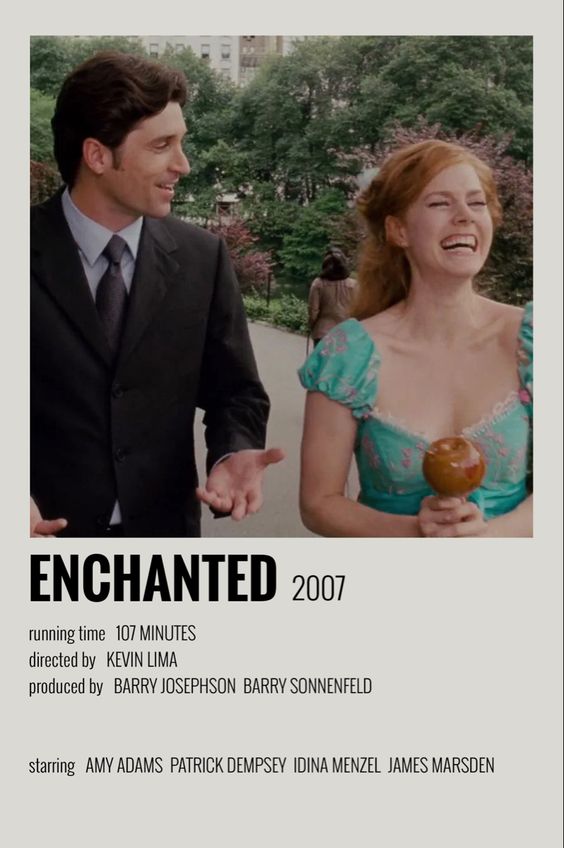 ENCHANTED 2007
running time 107 MINUTES
directed by KEVIN LIMA
produced by BARRY JOSEPHSON BARRY SONNENFELD
starring AMY ADAMS PATRICK DEMPSEY IDINA MENZEL JAMES MARSDEN